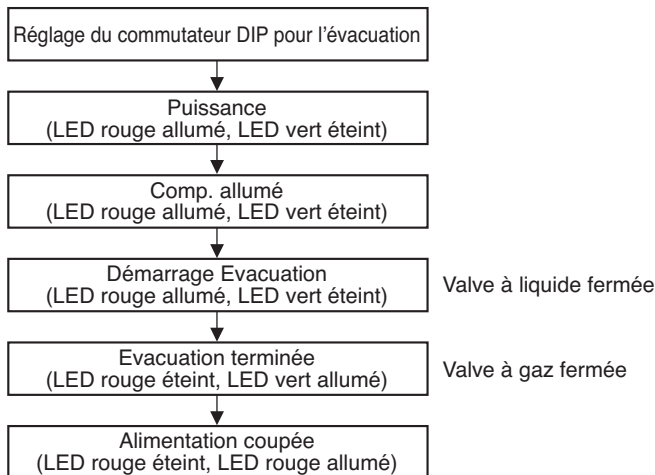 Réglage du commutateur DIP pour l'évacuation
Puissance
(LED rouge allumé, LED vert éteint)
Comp. allumé
(LED rouge allumé, LED vert éteint)
Démarrage Evacuation
(LED rouge allumé, LED vert éteint)
Valve à liquide fermée
Evacuation terminée
(LED rouge éteint, LED vert allumé)
Valve à gaz fermée
Alimentation coupée
(LED rouge éteint, LED rouge allumé)